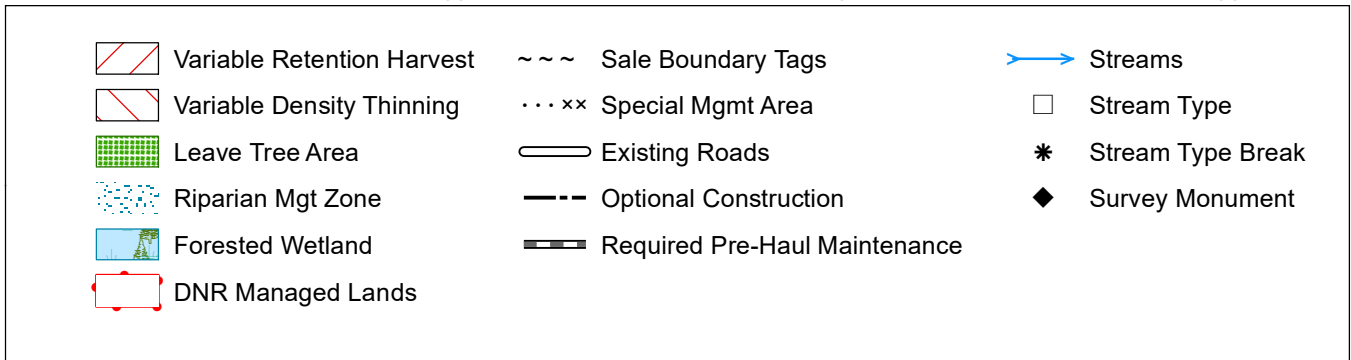 Variable Retention Harvest
Variable Density Thinning
Leave Tree Area
Riparian Mgt Zone
Forested Wetland
DNR Managed Lands
Sale Boundary Tags
Special Mgmt Area
Existing Roads
Optional Construction
Required Pre-Haul Maintenance
Streams
Stream Type
Stream Type Break
Survey Monument